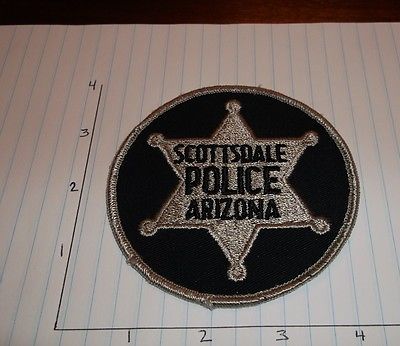 4
3
2
1
SCOTTSDALE
POLICE
ARIZONA
1 2 3 4